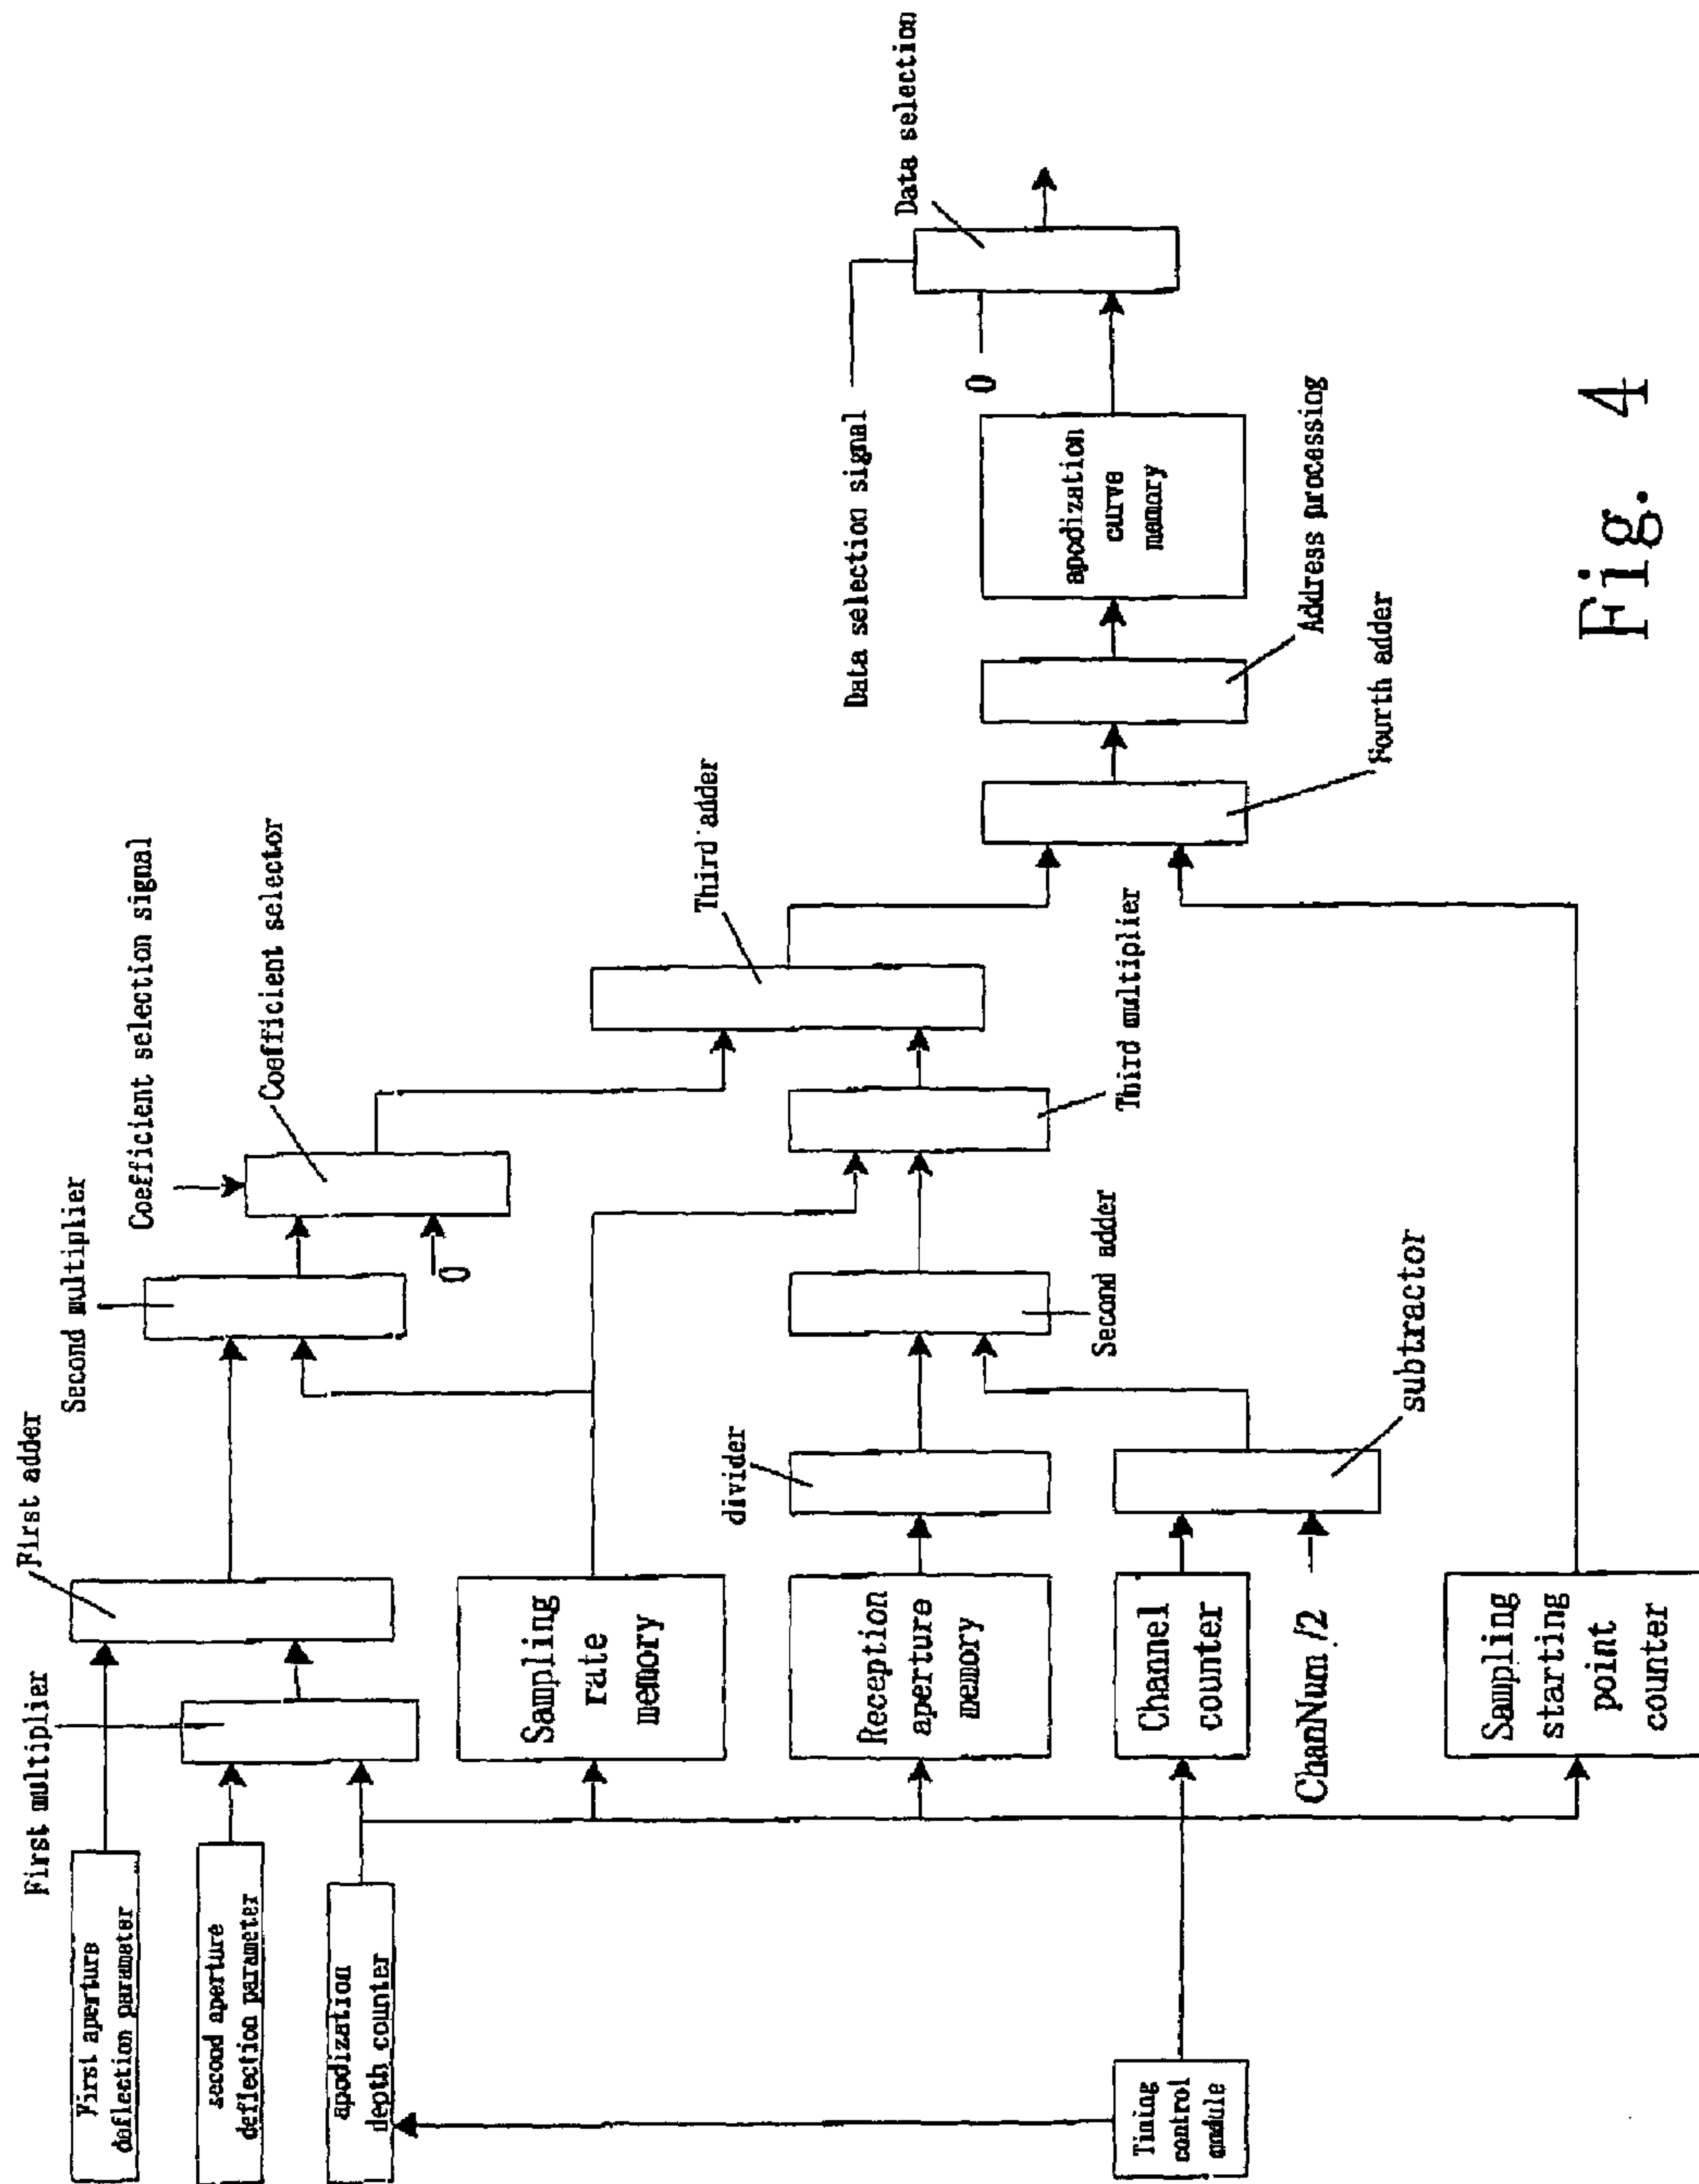 First aperture
deflection parameter
second aperture
deflection parameter
apodization
depth counter
Timing
control
module
First multiplier
First adder
Sampling
rate
memory
Reception
aperture
memory
Channel
counter
ChanNum /2
Sampling
starting
point
counter
divider
subtractor
Second multiplier
Second adder
0
Coefficient selection signal
Coefficient selector
Third multiplier
Third adder
Fourth adder
Address processing
apodization
curve
memory
Data selection signal
0
Data selection
Fig. 4